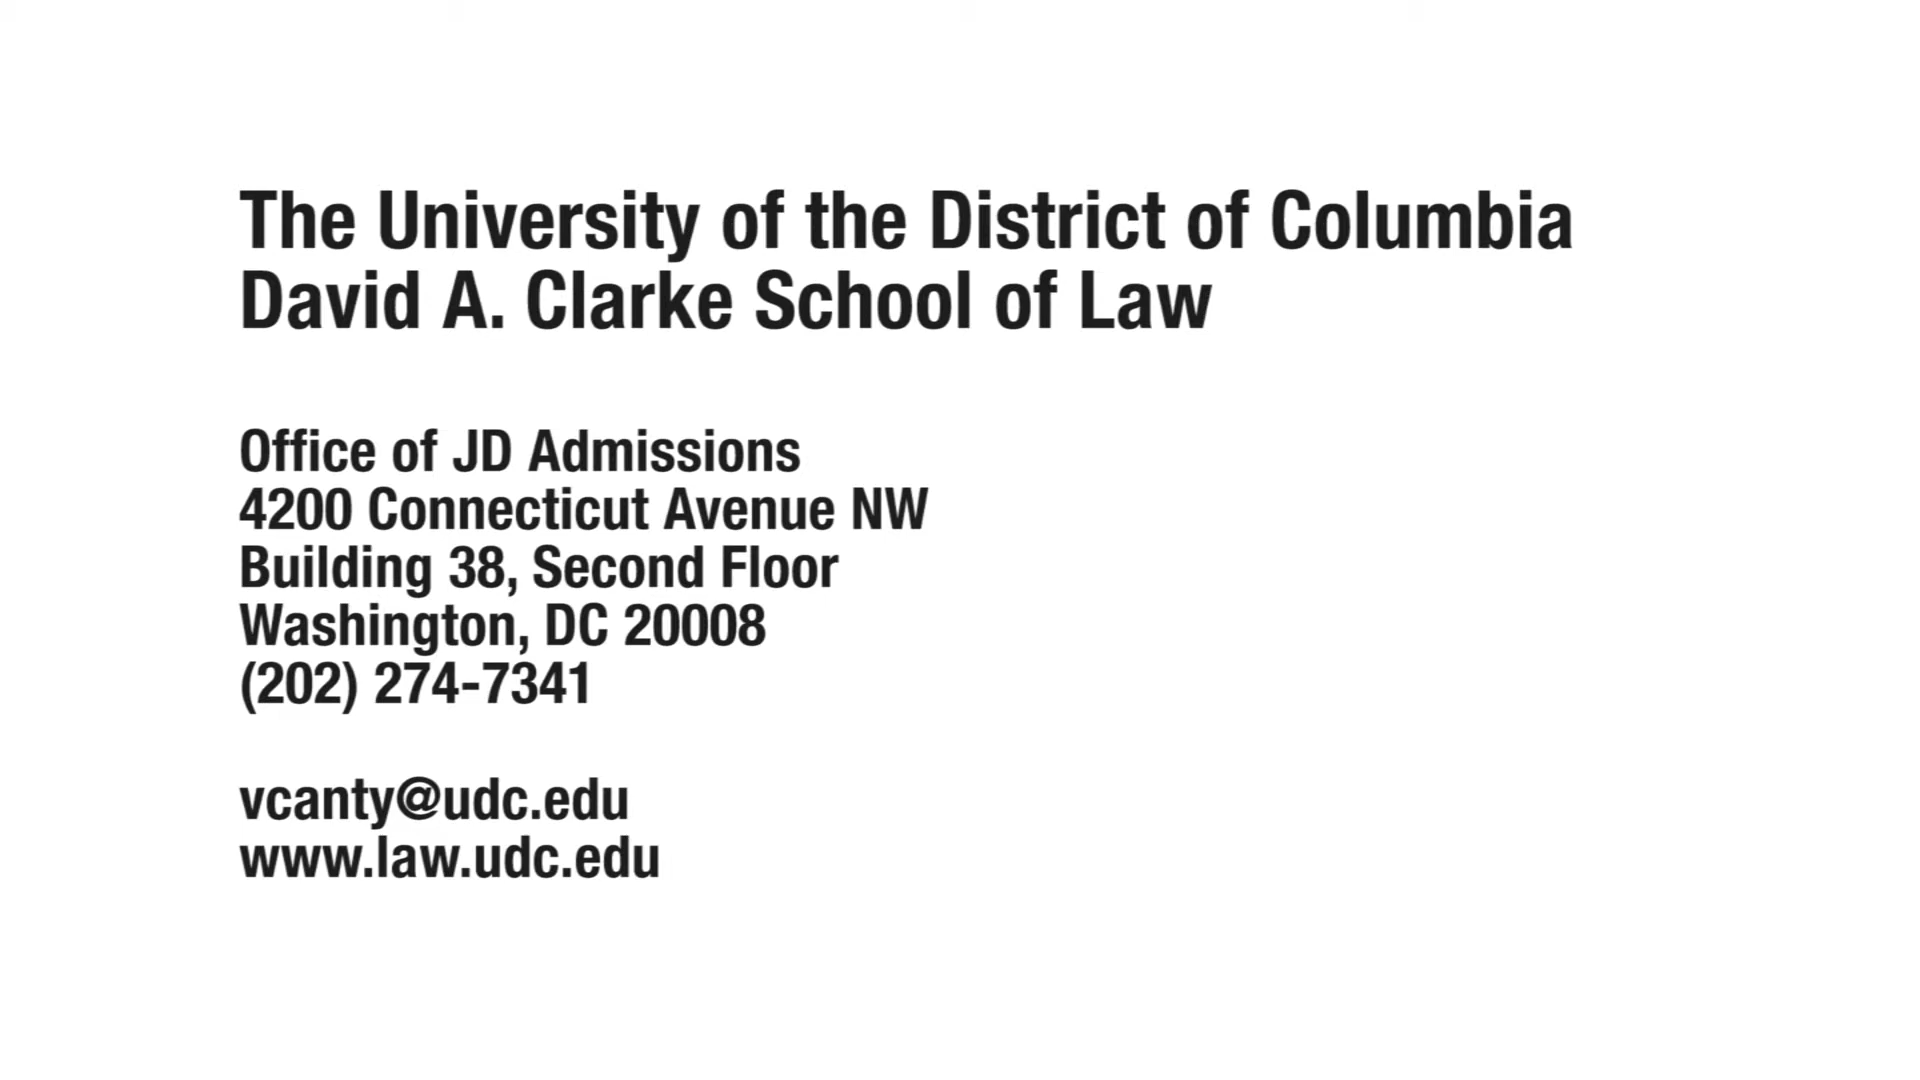 The University of the District of Columbia
David A. Clarke School of Law
Office of JD Admissions
4200 Connecticut Avenue NW
Building 38, Second Floor
Washington, DC 20008
(202) 274-7341
vcanty@udc.edu
www.law.udc.edu